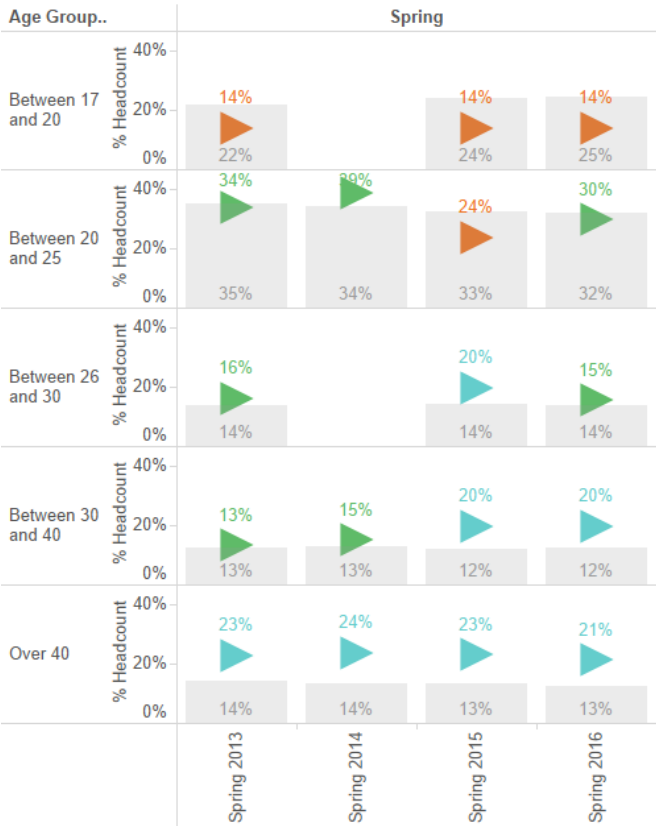 Age Group..
Spring
40%
20%
0%
% Headcount
Between 17
and 20
14%
22%
14%
24%
14%
25%
40%
20%
0%
% Headcount
Between 20
and 25
34%
35%
39%
34%
24%
33%
30%
32%
40%
20%
0%
% Headcount
Between 26
and 30
16%
14%
20%
14%
15%
14%
40%
20%
0%
% Headcount
Between 30
and 40
13%
13%
15%
13%
20%
12%
20%
12%
40%
20%
0%
% Headcount
Over 40
23%
14%
24%
14%
23%
13%
21%
13%
Spring 2013
Spring 2014
Spring 2015
Spring 2016